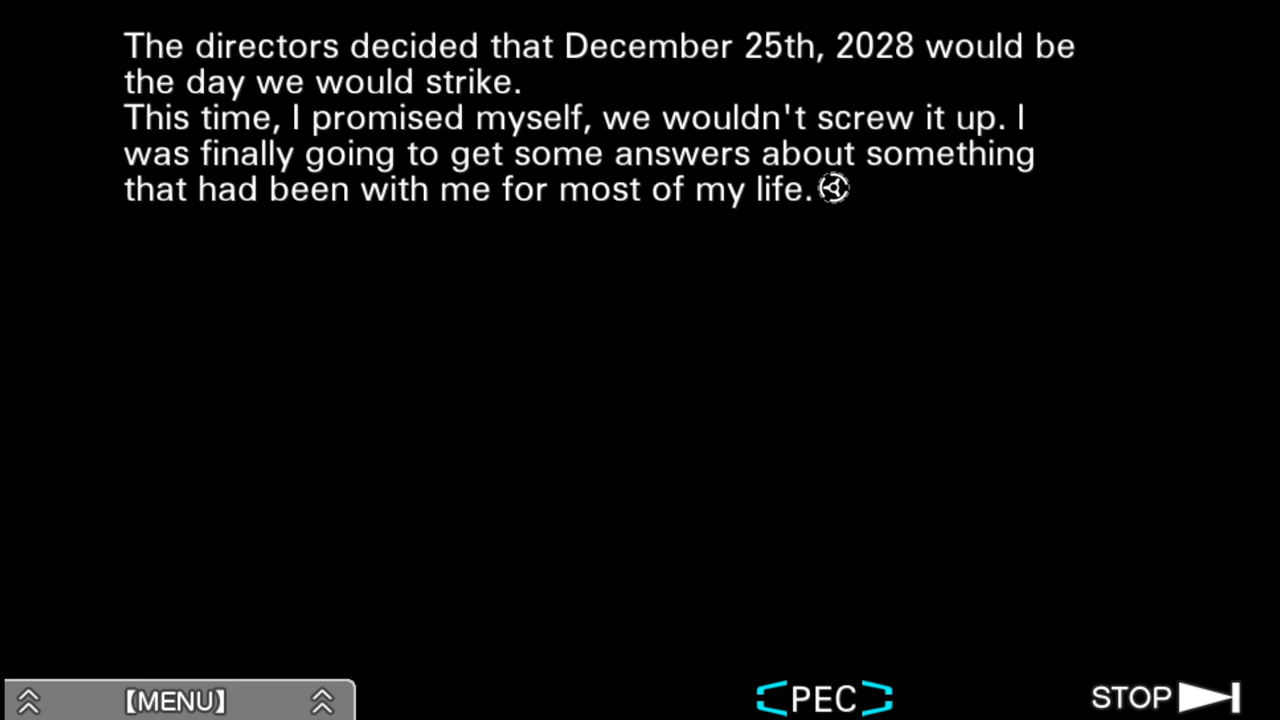 The directors decided that December 25th, 2028 would be
the day we would strike.
This time, I promised myself, we wouldn't screw it up. I
was finally going to get some answers about something
that had been with me for most of my life.
【MENU】
PEC
STOP